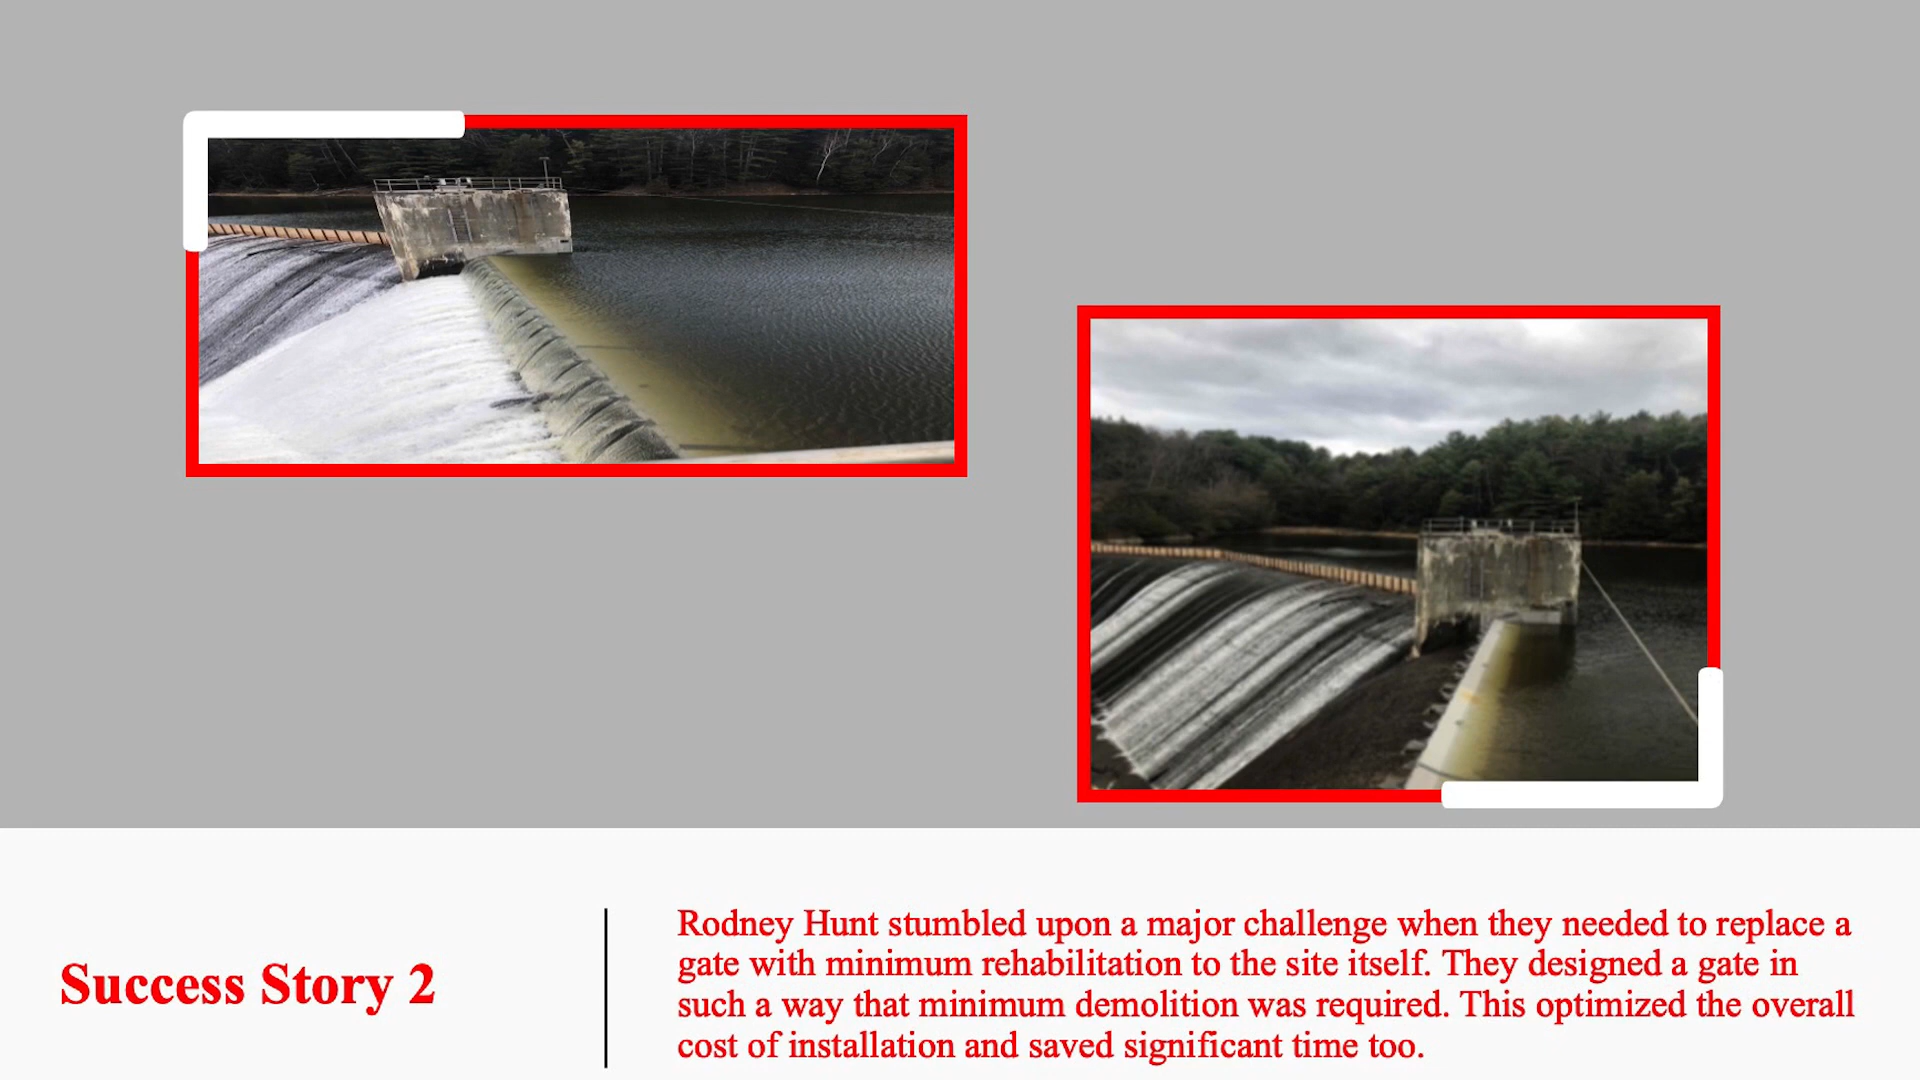 Success Story 2
Rodney Hunt stumbled upon a major challenge when they needed to replace a
gate with minimum rehabilitation to the site itself. They designed a gate in
such a way that minimum demolition was required. This optimized the overall
cost of installation and saved significant time too.